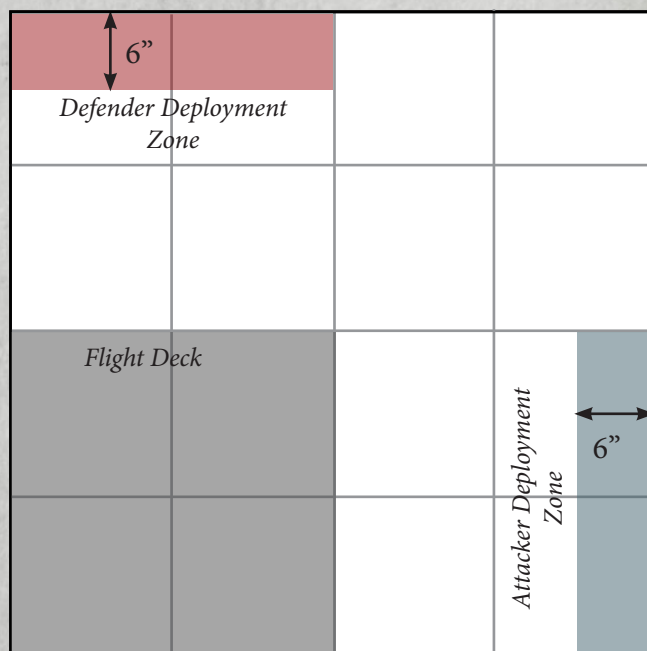 6”
Defender Deployment
Zone
Flight Deck
Attacker Deployment
Zone
6”